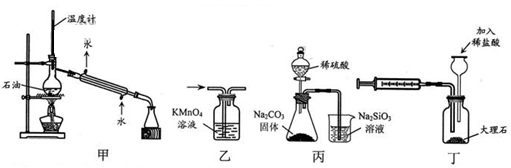 温度计
水
石油
水
甲
KMnO₄
溶液
乙
稀硫酸
Na₂CO₃
固体
Na₂SiO₃
溶液
丙
加入
稀盐酸
大理石
丁